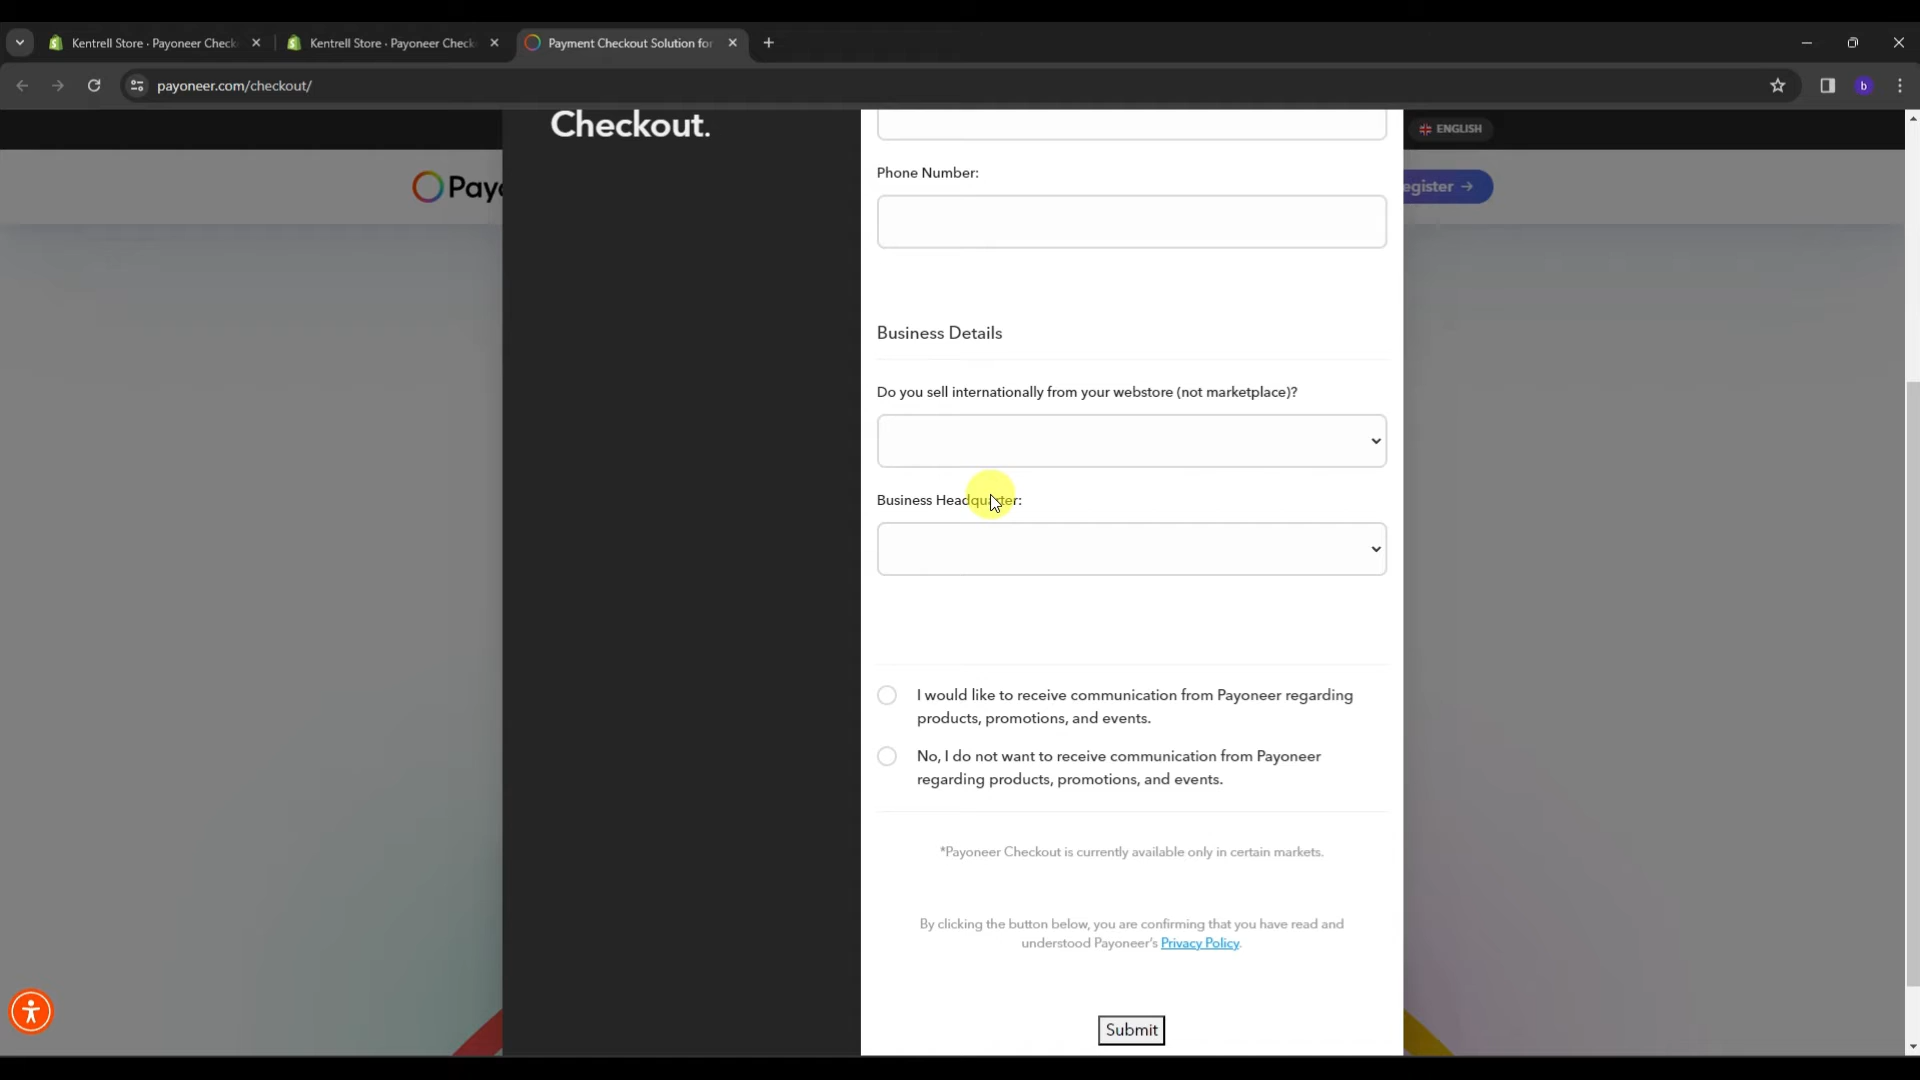 Kentrell Store · Payoneer Check
Kentrell Store · Payoneer Check
Payment Checkout Solution for
payoneer.com/checkout/
b
Checkout.
ENGLISH
Payo
egister →
Phone Number:
Business Details
Do you sell internationally from your webstore (not marketplace)?
Business Headquarter:
I would like to receive communication from Payoneer regarding
products, promotions, and events.
No, I do not want to receive communication from Payoneer
regarding products, promotions, and events.
*Payoneer Checkout is currently available only in certain markets.
By clicking the button below, you are confirming that you have read and
understood Payoneer's Privacy Policy.
Submit